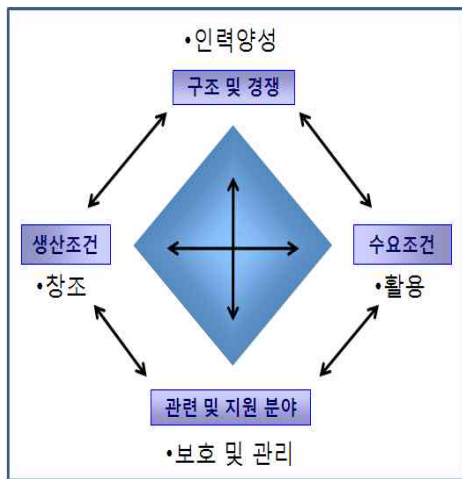 •인력양성
구조 및 경쟁
생산조건
수요조건
•창조
•활용
관련 및 지원 분야
•보호 및 관리